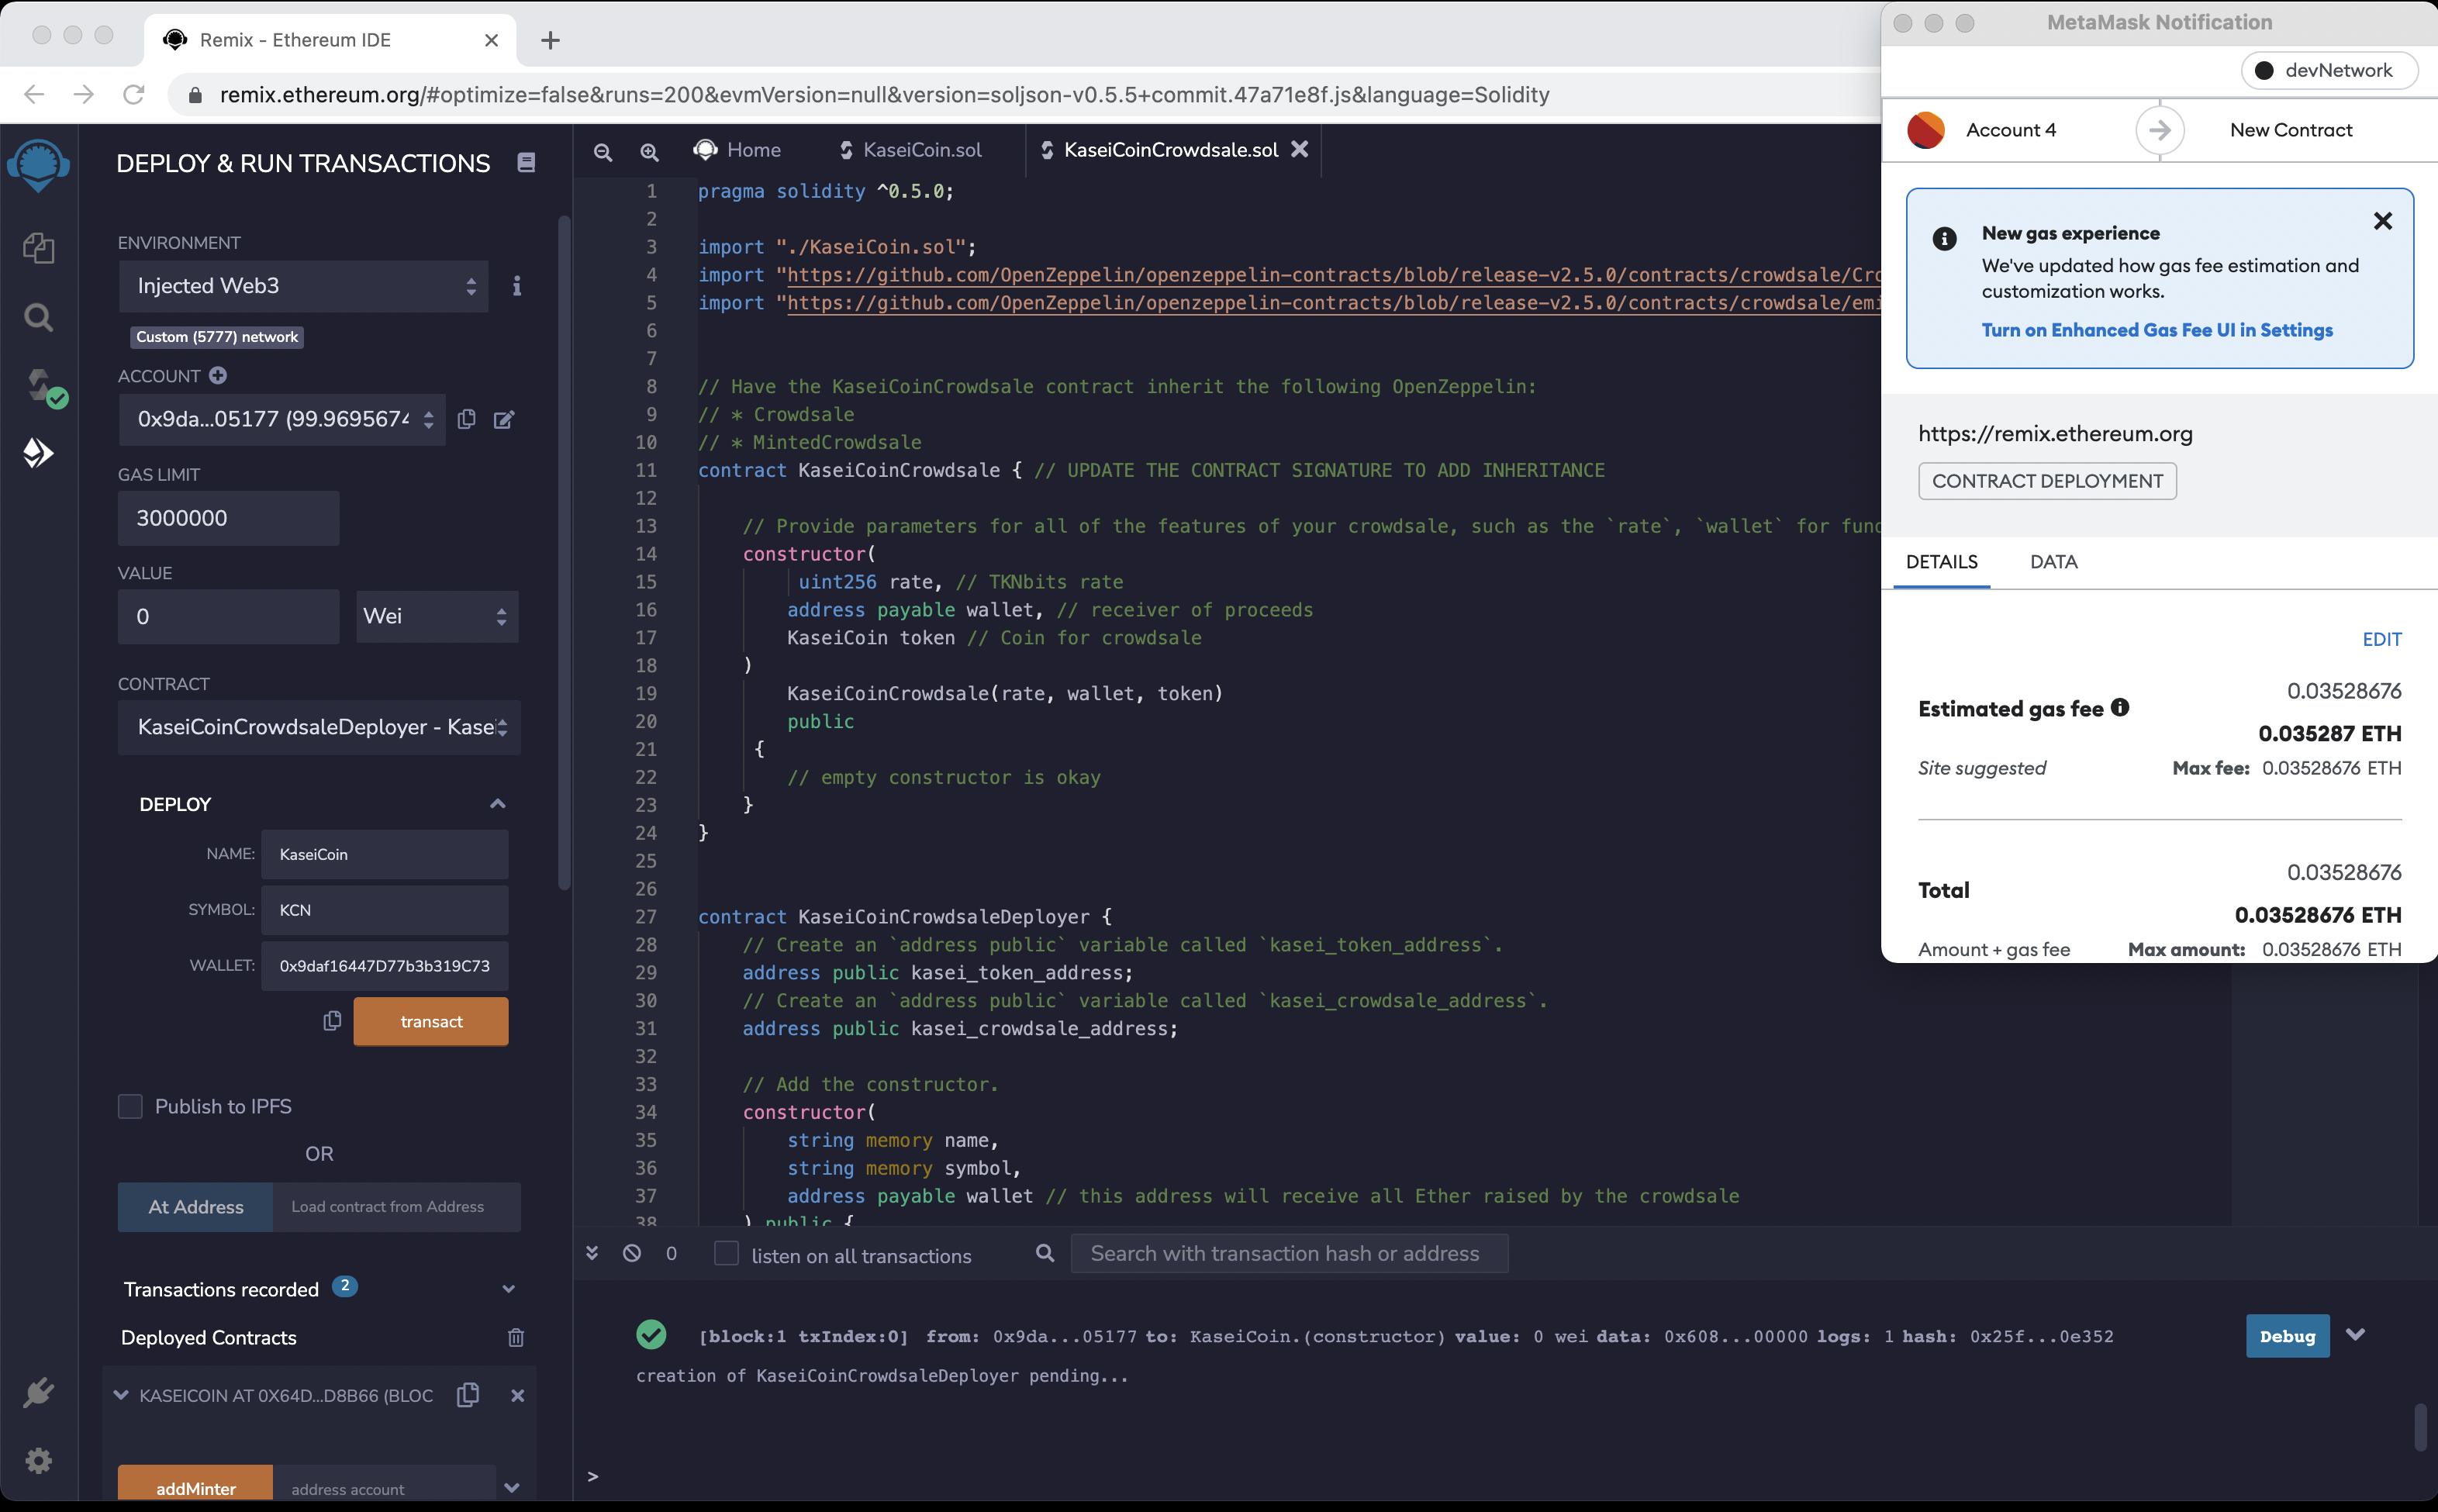 Remix - Ethereum IDE
remix.ethereum.org/#optimize=false&runs=200&evmVersion=null&version=soljson-v0.5.5+commit.47a71e8f.js&language=Solidity
DEPLOY & RUN TRANSACTIONS
ENVIRONMENT
Injected Web3
Custom (5777) network
ACCOUNT
0x9da...05177 (99.9695674
GAS LIMIT
3000000
VALUE
0
Wei
CONTRACT
KaseiCoinCrowdsaleDeployer - Kasei
DEPLOY
NAME: KaseiCoin
SYMBOL: KCN
WALLET: 0x9daf16447D77b3b319C73
transact
Publish to IPFS
OR
At Address
Load contract from Address
Transactions recorded 2
Deployed Contracts
KASEICOIN AT 0X64D...D8B66 (BLOC
addMinter
address account
Home
KaseiCoin.sol
KaseiCoinCrowdsale.sol
1 pragma solidity ^0.5.0;
2
3 import "./KaseiCoin.sol";
4 import "https://github.com/OpenZeppelin/openzeppelin-contracts/blob/release-v2.5.0/contracts/crowdsale/Cro
5 import "https://github.com/OpenZeppelin/openzeppelin-contracts/blob/release-v2.5.0/contracts/crowdsale/emi
6
7
8 // Have the KaseiCoinCrowdsale contract inherit the following OpenZeppelin:
9 // * Crowdsale
10 // * MintedCrowdsale
11 contract KaseiCoinCrowdsale { // UPDATE THE CONTRACT SIGNATURE TO ADD INHERITANCE
12
13 // Provide parameters for all of the features of your crowdsale, such as the `rate`, `wallet` for fund
14 constructor(
15 uint256 rate, // TKNbits rate
16 address payable wallet, // receiver of proceeds
17 KaseiCoin token // Coin for crowdsale
18 )
19 KaseiCoinCrowdsale(rate, wallet, token)
20 public
21 {
22 // empty constructor is okay
23 }
24 }
25
26
27 contract KaseiCoinCrowdsaleDeployer {
28 // Create an `address public` variable called `kasei_token_address`.
29 address public kasei_token_address;
30 // Create an `address public` variable called `kasei_crowdsale_address`.
31 address public kasei_crowdsale_address;
32
33 // Add the constructor.
34 constructor(
35 string memory name,
36 string memory symbol,
37 address payable wallet // this address will receive all Ether raised by the crowdsale
38 ) public {
0
listen on all transactions
Search with transaction hash or address
[block:1 txIndex:0] from: 0x9da...05177 to: KaseiCoin.(constructor) value: 0 wei data: 0x608...00000 logs: 1 hash: 0x25f...0e352
Debug
creation of KaseiCoinCrowdsaleDeployer pending...
>
MetaMask Notification
devNetwork
Account 4
New Contract
New gas experience
We've updated how gas fee estimation and
customization works.
Turn on Enhanced Gas Fee UI in Settings
https://remix.ethereum.org
CONTRACT DEPLOYMENT
DETAILS
DATA
EDIT
0.03528676
Estimated gas fee
0.035287 ETH
Site suggested
Max fee: 0.03528676 ETH
0.03528676
Total
0.03528676 ETH
Amount + gas fee
Max amount: 0.03528676 ETH